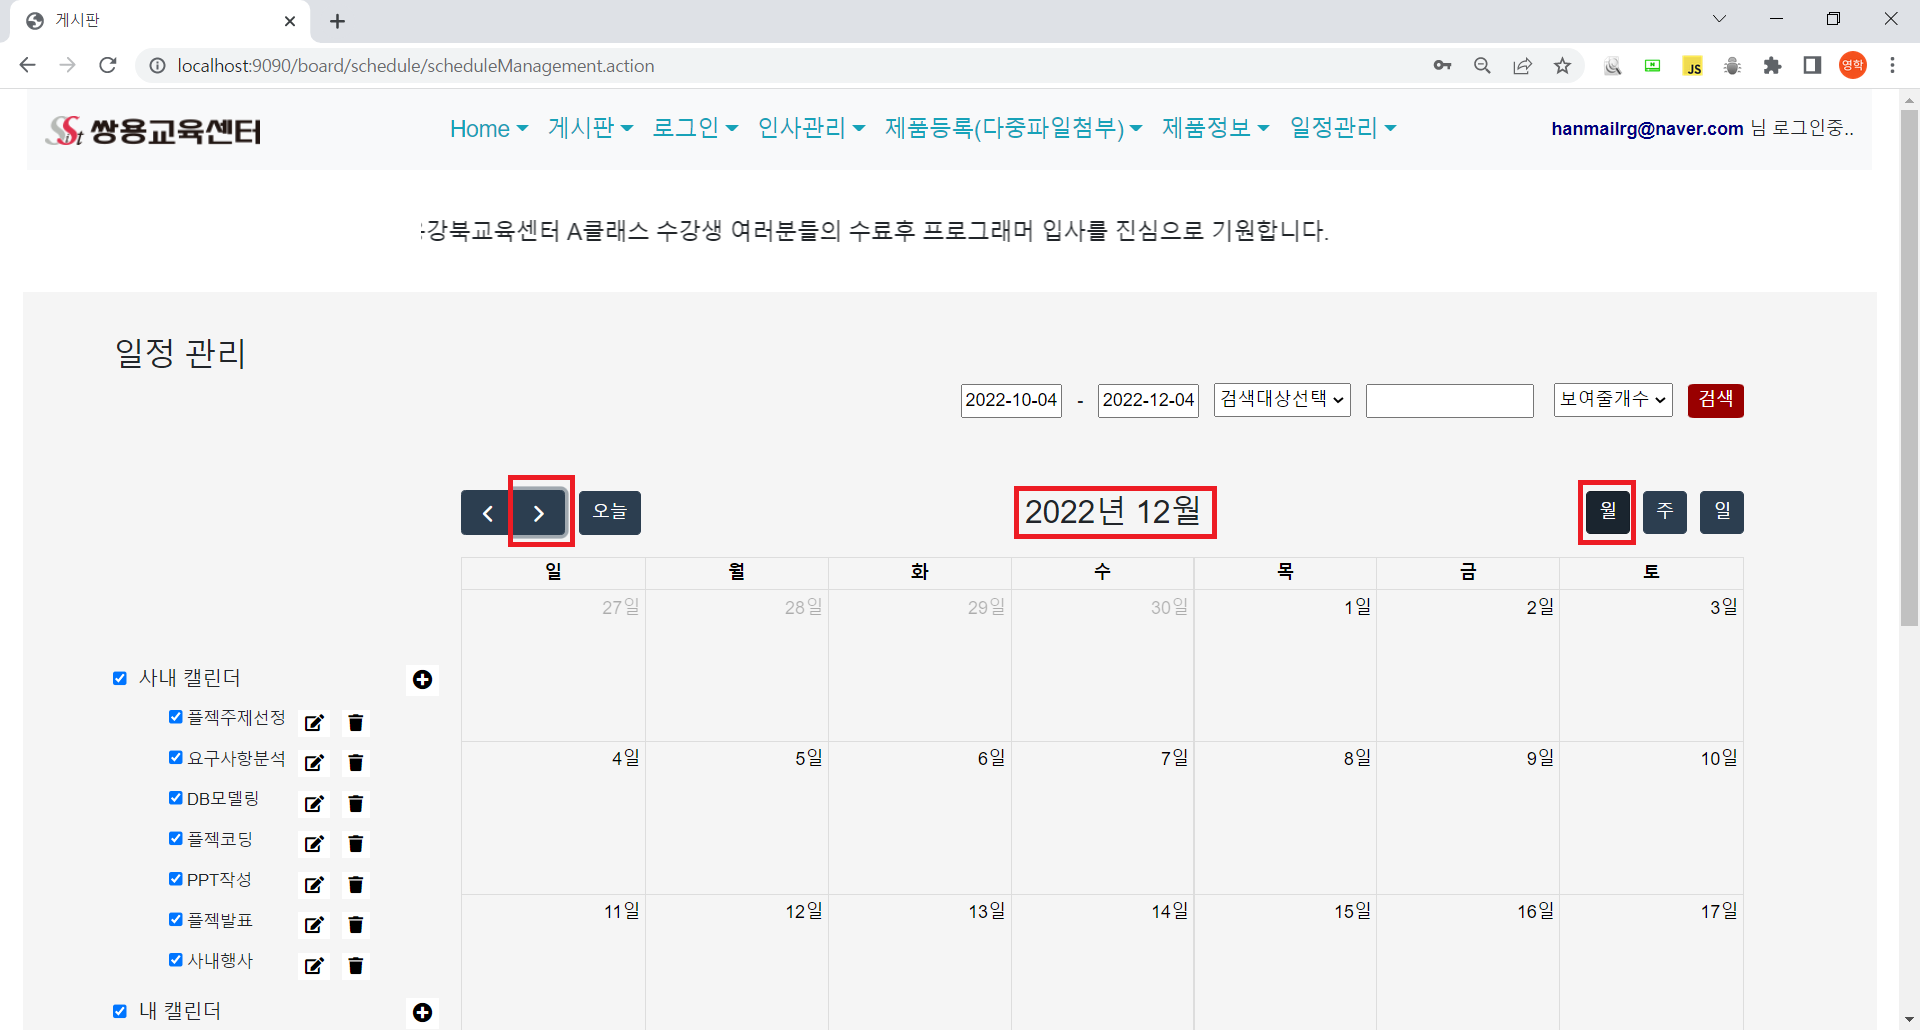 게시판
localhost:9090/board/schedule/scheduleManagement.action
JS
영학
SSist 쌍용교육센터
Home 게시판 로그인 인사관리 제품등록(다중파일첨부) 제품정보 일정관리
hanmailrg@naver.com 님 로그인중..
강북교육센터 A클래스 수강생 여러분들의 수료후 프로그래머 입사를 진심으로 기원합니다.
일정 관리
2022-10-04 - 2022-12-04 검색대상선택 보여줄개수 검색
오늘 2022년 12월 월 주 일
일 월 화 수 목 금 토
27일 28일 29일 30일 1일 2일 3일
사내 캘린더
플젝주제선정
4일 5일 6일 7일 8일 9일 10일
요구사항분석
DB모델링
플젝코딩
PPT작성
11일 12일 13일 14일 15일 16일 17일
플젝발표
사내행사
내 캘린더